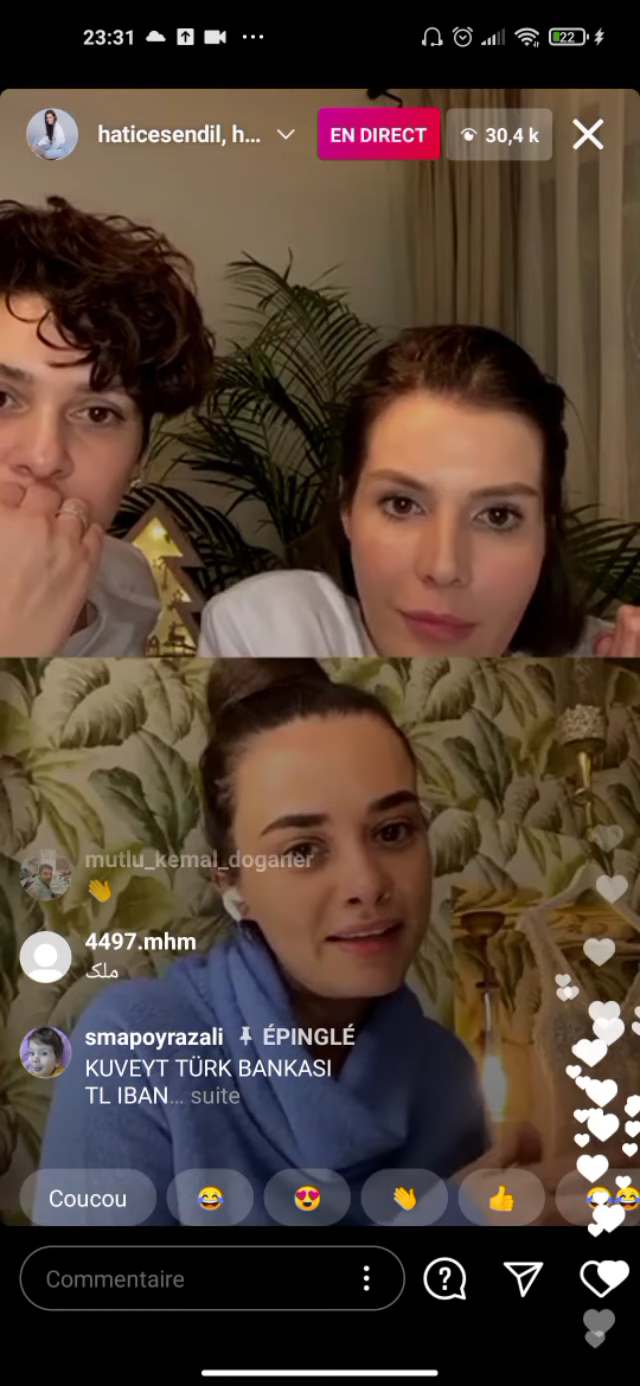 23:31
22
haticesendil, h...
EN DIRECT
30,4 k
mutlu_kemal_doganer
👋
4497.mhm
ملک
smapoyrazali ÉPINGLÉ
KUVEYT TÜRK BANKASI
TL IBAN... suite
Coucou 😂 😍 👋 👍 😂
Commentaire